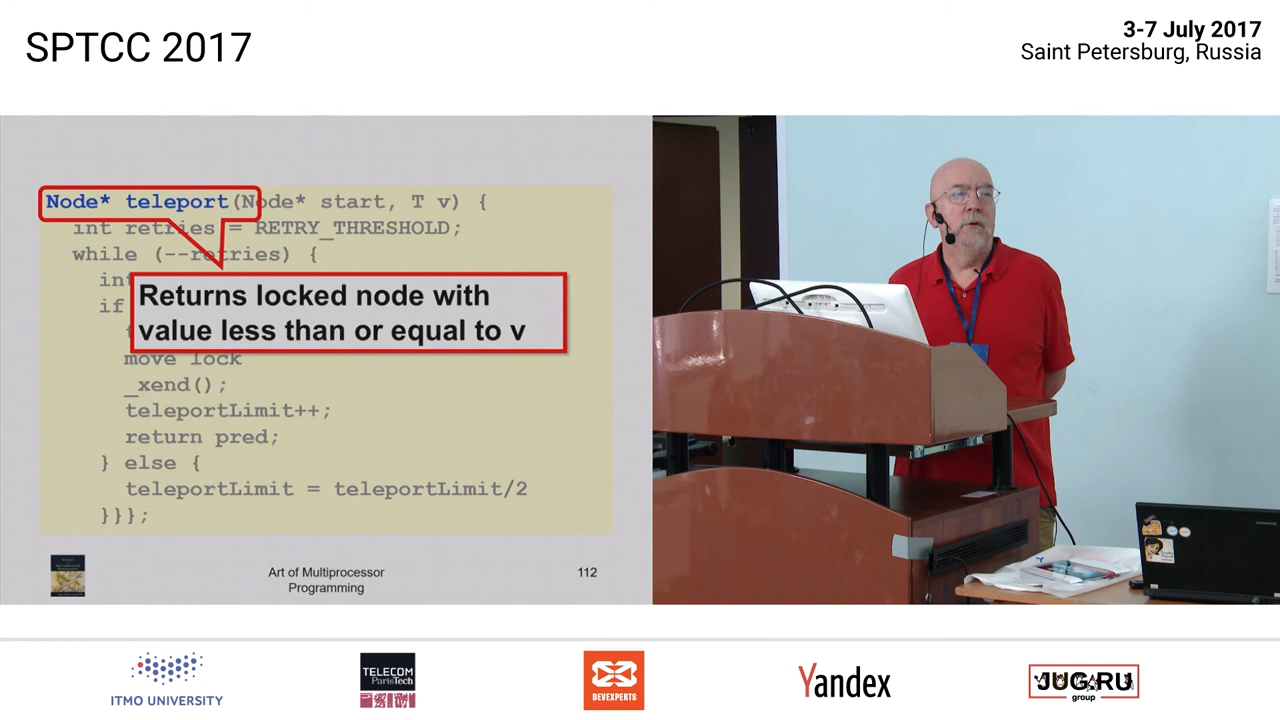 SPTCC 2017
3-7 July 2017
Saint Petersburg, Russia
Node* teleport(Node* start, T v) {
int retries = RETRY_THRESHOLD;
while (--retries) {
int
if
Returns locked node with
value less than or equal to v
move lock
_xend();
teleportLimit++;
return pred;
} else {
teleportLimit = teleportLimit/2
}}};
Art of Multiprocessor
Programming
112
ITMO UNIVERSITY
TELECOM
ParisTech
DEVEXPERTS
Yandex
JUG.RU
group